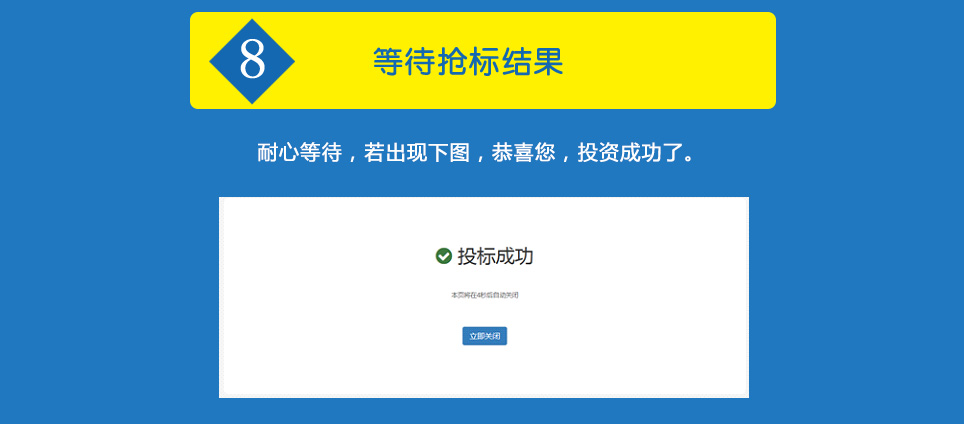 8
等待抢标结果
耐心等待，若出现下图，恭喜您，投资成功了。
投标成功
本页将在4秒后自动关闭
立即关闭